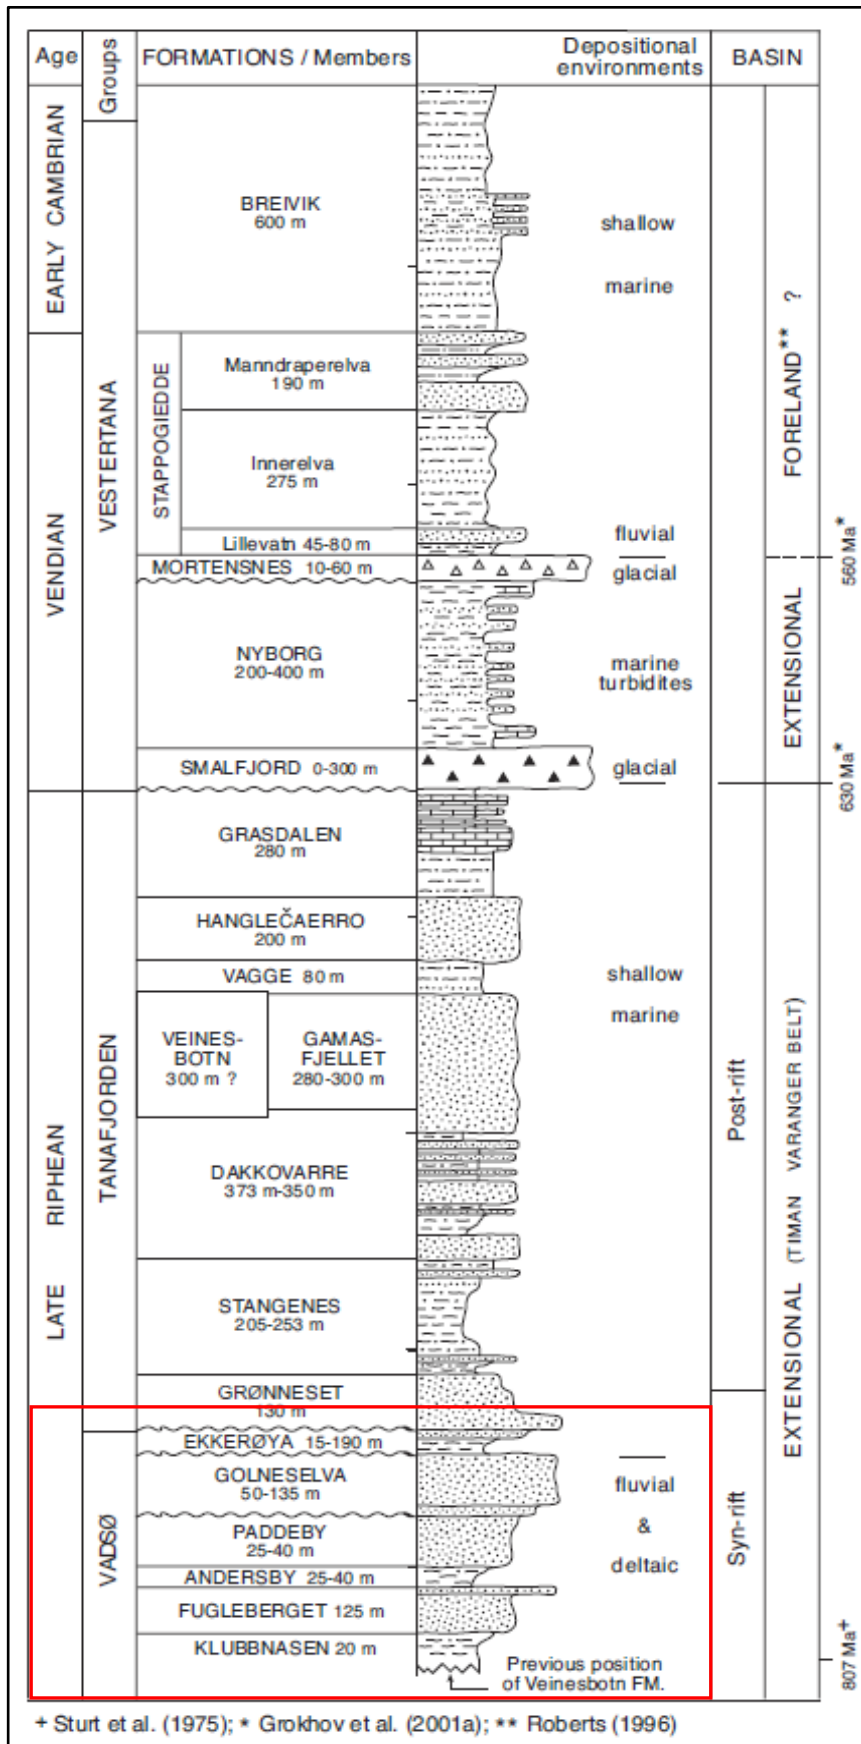 Age
Groups
FORMATIONS / Members
Depositional
environments
BASIN
EARLY CAMBRIAN
VENDIAN
LATE RIPHEAN
VESTERTANA
TANAFJORDEN
VADSØ
BREIVIK
600 m
STAPPOGIEDDE
Manndraperelva
190 m
Innerelva
275 m
Lillevatn 45-80 m
MORTENSNES 10-60 m
NYBORG
200-400 m
SMALFJORD 0-300 m
GRASDALEN
280 m
HANGLEČAERRO
200 m
VAGGE 80 m
VEINES-
BOTN
300 m ?
GAMAS-
FJELLET
280-300 m
DAKKOVARRE
373 m-350 m
STANGENES
205-253 m
GRØNNESET
130 m
EKKERØYA 15-190 m
GOLNESELVA
50-135 m
PADDEBY
25-40 m
ANDERSBY 25-40 m
FUGLEBERGET 125 m
KLUBBNASEN 20 m
shallow
marine
fluvial
glacial
marine
turbidites
glacial
shallow
marine
fluvial
&
deltaic
Previous position
of Veinesbotn FM.
Post-rift
Syn-rift
FORELAND** ?
EXTENSIONAL
EXTENSIONAL (TIMAN VARANGER BELT)
560 Ma*
630 Ma*
807 Ma+
+ Sturt et al. (1975); * Grokhov et al. (2001a); ** Roberts (1996)